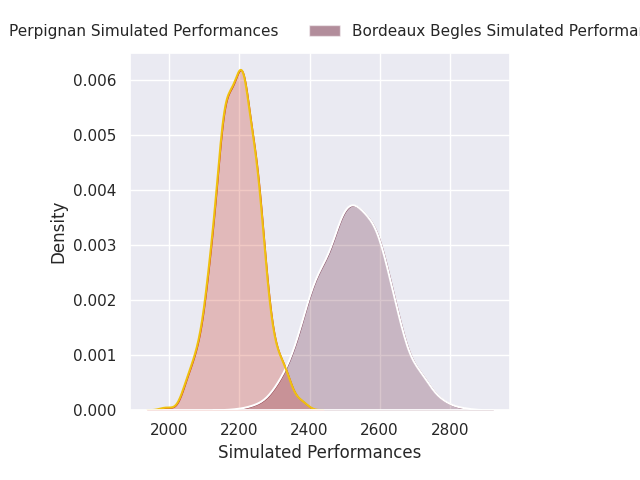 Perpignan Simulated Performances Bordeaux Begles Simulated
0.006
0.005
0.004
0.003
0.002
0.001
0.000
Density
2000 2200 2400 2600 2800
Simulated Performances